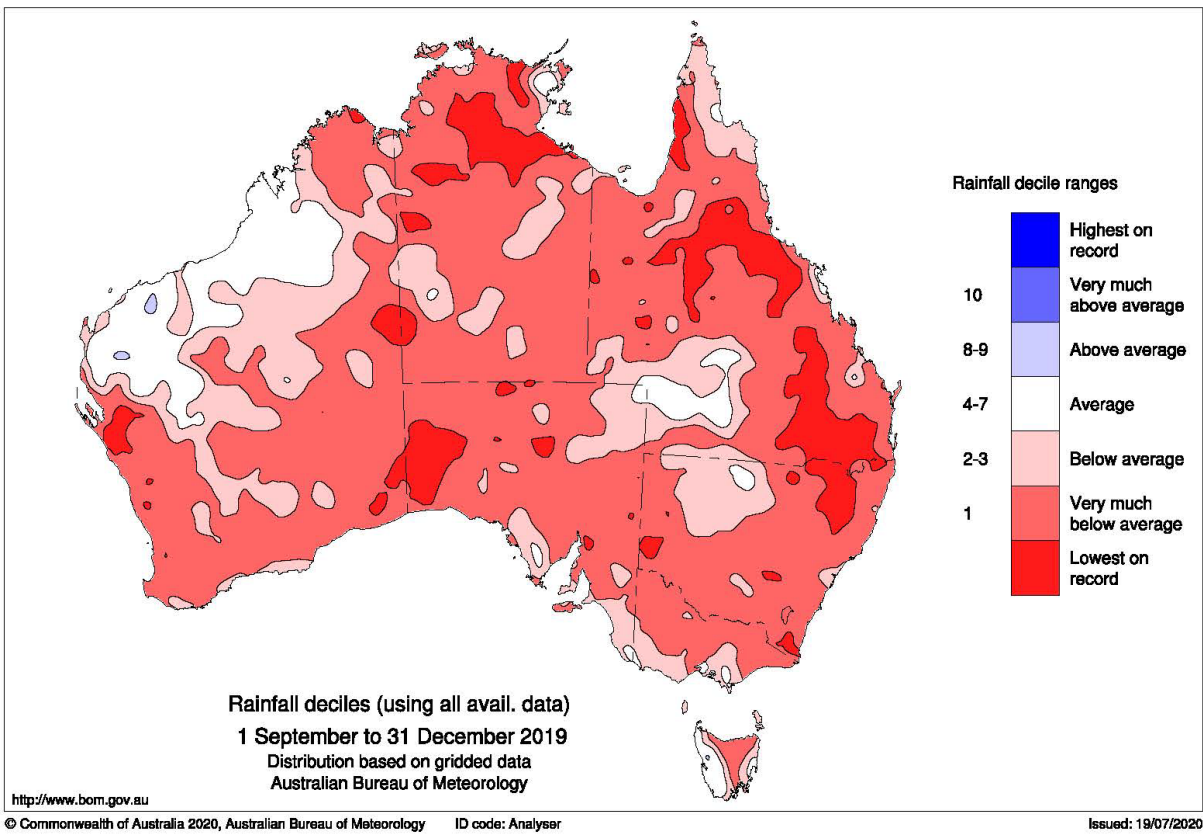 Rainfall decile ranges
Highest on
record
10
Very much
above average
8-9
Above average
4-7
Average
2-3
Below average
1
Very much
below average
Lowest on
record
Rainfall deciles (using all avail. data)
1 September to 31 December 2019
Distribution based on gridded data
Australian Bureau of Meteorology
http://www.bom.gov.au
© Commonwealth of Australia 2020, Australian Bureau of Meteorology ID code: Analyser Issued: 19/07/2020